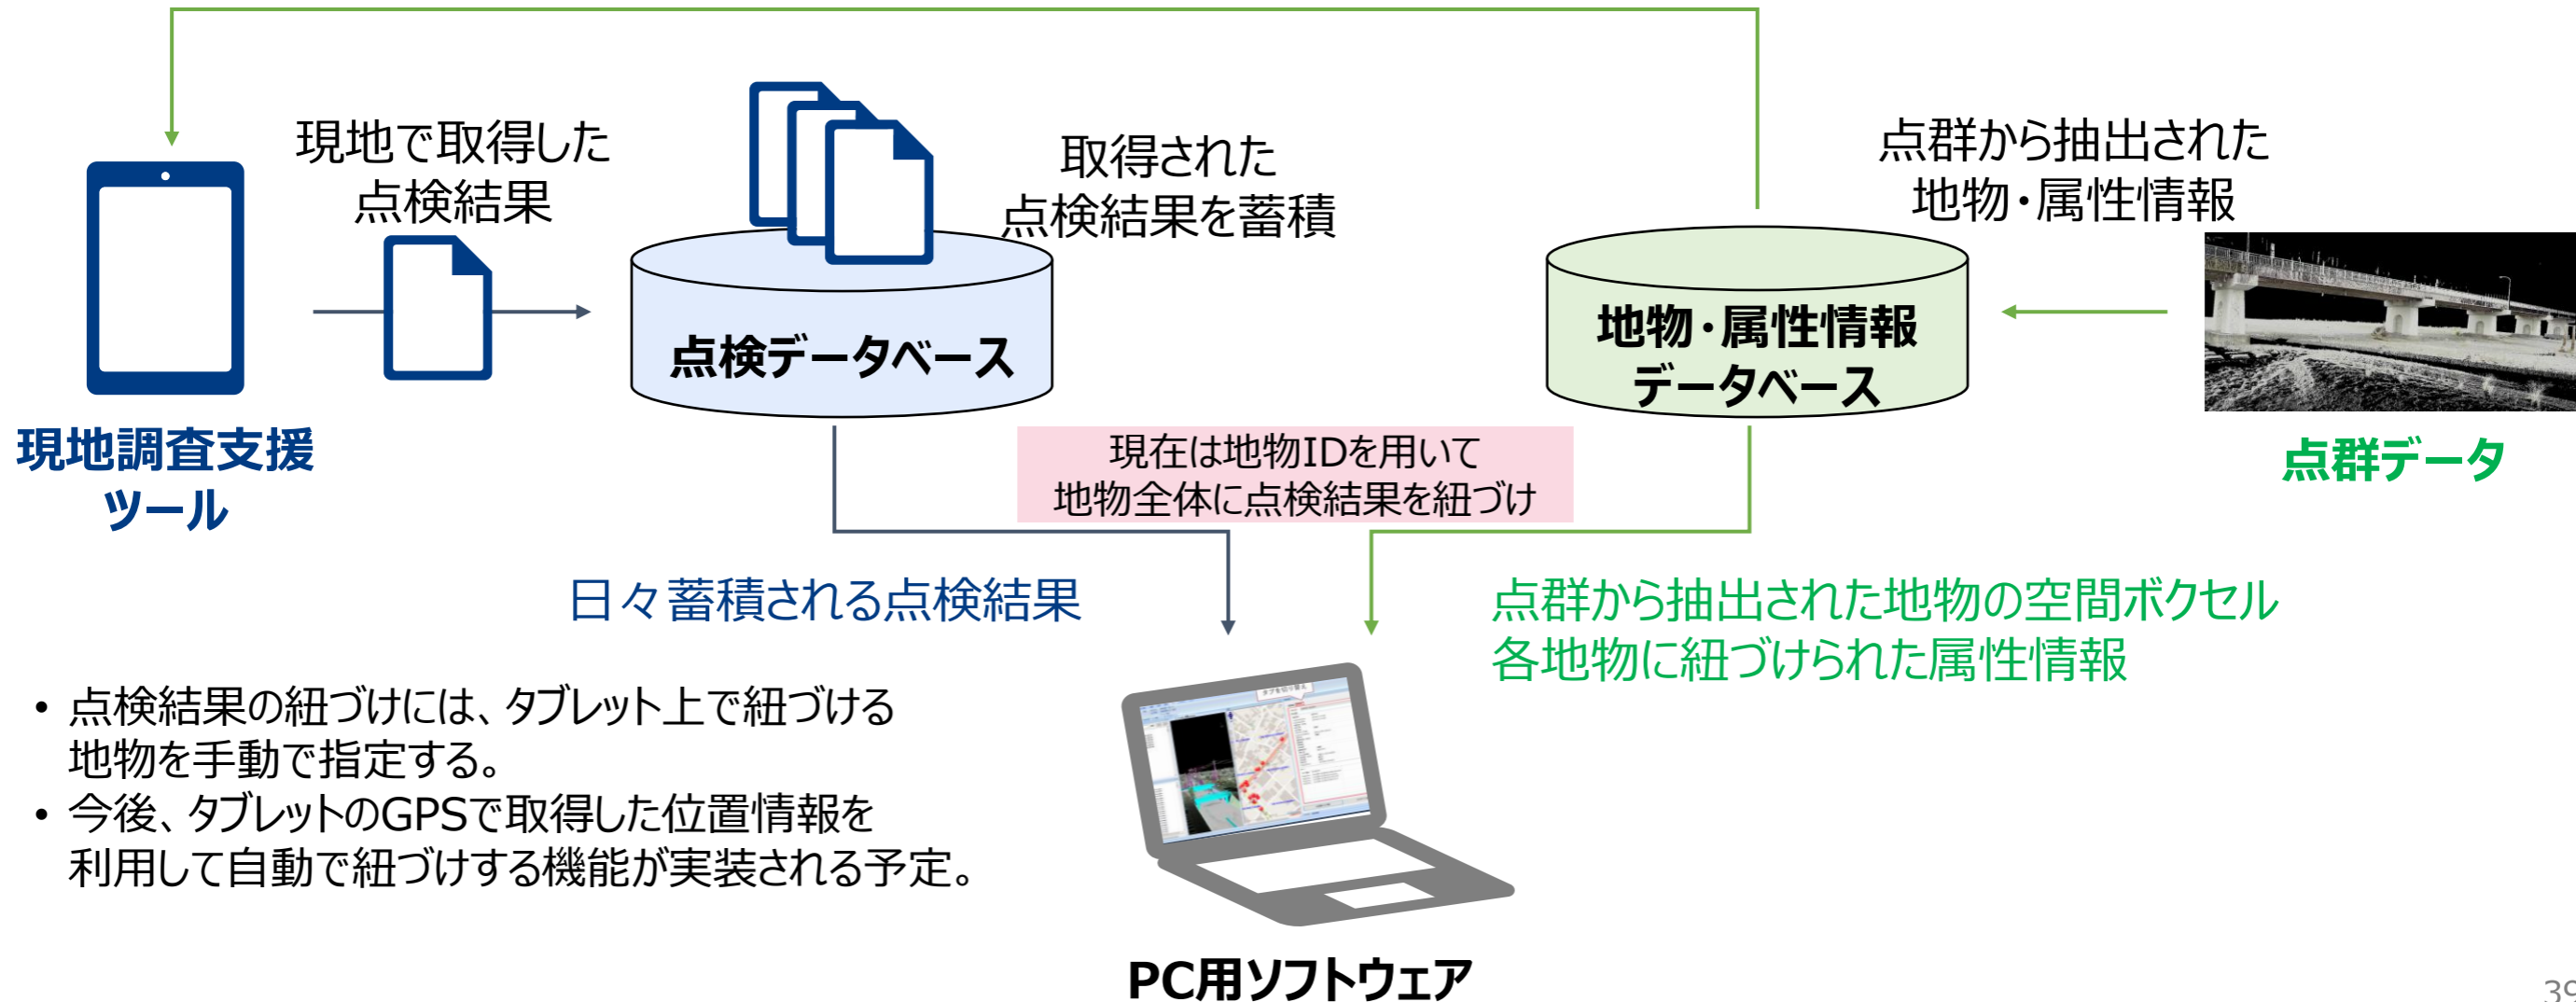 現地で取得した
点検結果
取得された
点検結果を蓄積
点群から抽出された
地物・属性情報
点検データベース
地物・属性情報
データベース
現地調査支援
ツール
点群データ
現在は地物IDを用いて
地物全体に点検結果を紐づけ
日々蓄積される点検結果
点群から抽出された地物の空間ボクセル
各地物に紐づけられた属性情報
• 点検結果の紐づけには、タブレット上で紐づける
地物を手動で指定する。
• 今後、タブレットのGPSで取得した位置情報を
利用して自動で紐づけする機能が実装される予定。
PC用ソフトウェア
39